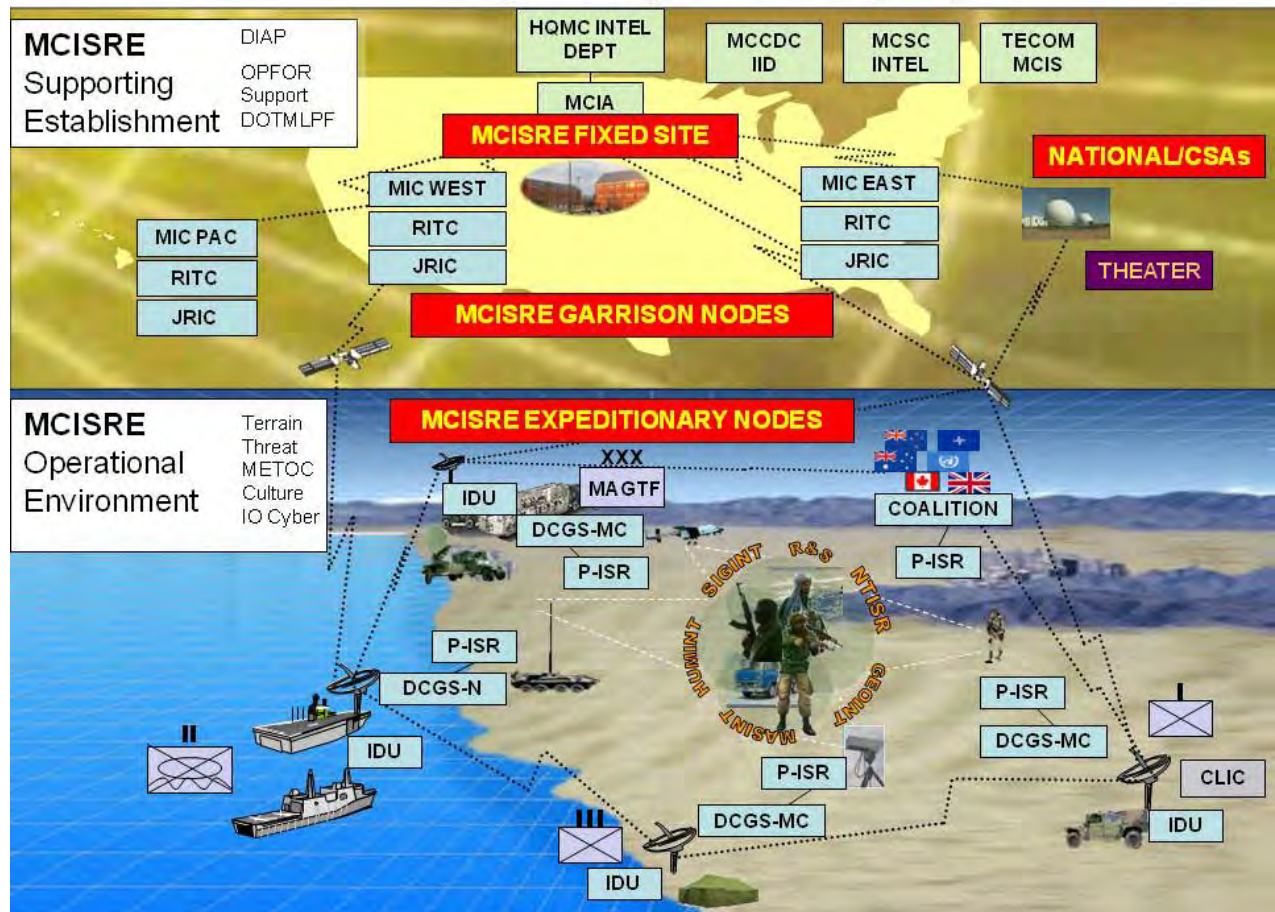 MCISRE
Supporting
Establishment
DIAP
OPFOR
Support
DOTMLPF
HQMC INTEL
DEPT
MCIA
MCCDC
IID
MCSC
INTEL
TECOM
MCIS
MCISRE FIXED SITE
NATIONAL/CSAs
MIC WEST
RITC
JRIC
MIC EAST
RITC
JRIC
MIC PAC
RITC
JRIC
THEATER
MCISRE GARRISON NODES
MCISRE
Operational
Environment
Terrain
Threat
METOC
Culture
IO Cyber
MCISRE EXPEDITIONARY NODES
XXX
IDU
MAGTF
DCGS-MC
P-ISR
COALITION
P-ISR
SIGINT R&S NTISR GEOINT MASINT HUMINT
P-ISR
DCGS-N
II
IDU
P-ISR
DCGS-MC
I
CLIC
IDU
P-ISR
DCGS-MC
III
IDU